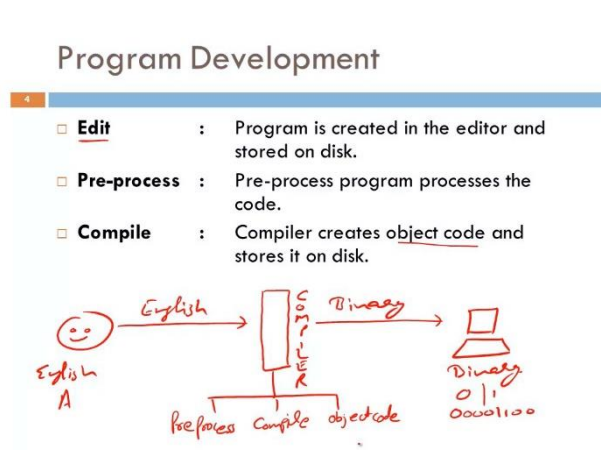 Program Development
4
Edit : Program is created in the editor and
stored on disk.
Pre-process : Pre-process program processes the
code.
Compile : Compiler creates object code and
stores it on disk.
English
COMPILER
Binary
English
A
Binary
0 1 1
00001100
Preprocess Compile objectcode